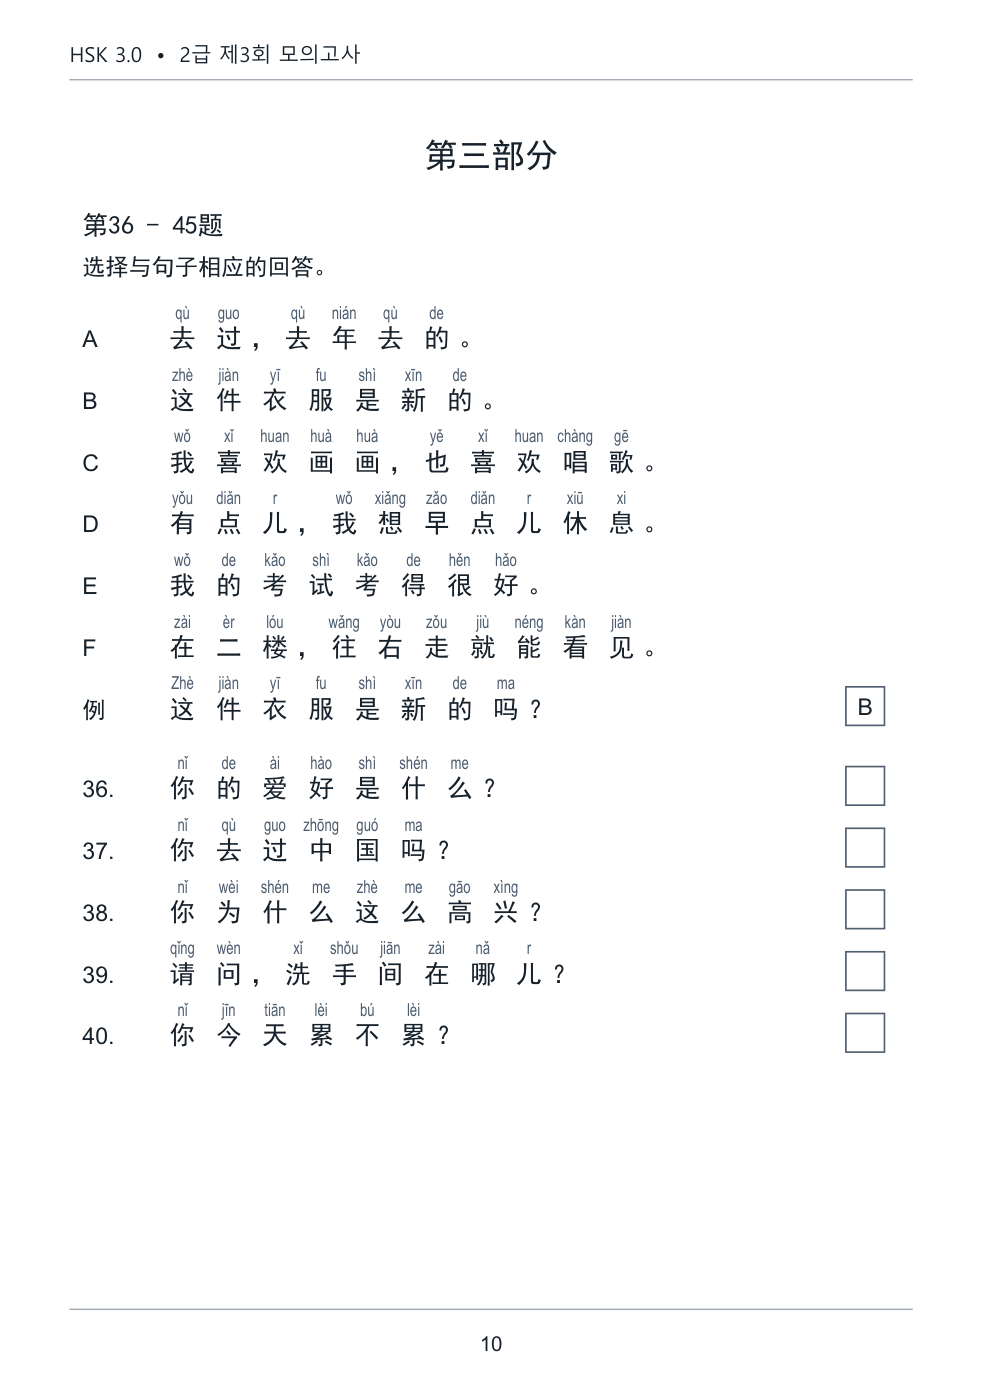 HSK 3.0 • 2급 제3회 모의고사
第三部分
第36 – 45题
选择与句子相应的回答。
qù guo qù nián qù de
A 去过，去年去的。
zhè jiàn yī fu shì xīn de
B 这件衣服是新的。
wǒ xǐ huan huà huà yě xǐ huan chàng gē
C 我喜欢画画，也喜欢唱歌。
yǒu diǎn r wǒ xiǎng zǎo diǎn r xiū xi
D 有点儿，我想早点儿休息。
wǒ de kǎo shì kǎo de hěn hǎo
E 我的考试考得很好。
zài èr lóu wǎng yòu zǒu jiù néng kàn jiàn
F 在二楼，往右走就能看见。
Zhè jiàn yī fu shì xīn de ma
例 这件衣服是新的吗？ B
nǐ de ài hào shì shén me
36. 你的爱好是什么？
nǐ qù guo zhōng guó ma
37. 你去过中国吗？
nǐ wèi shén me zhè me gāo xìng
38. 你为什么这么高兴？
qǐng wèn xǐ shǒu jiān zài nǎ r
39. 请问，洗手间在哪儿？
nǐ jīn tiān lèi bú lèi
40. 你今天累不累？
10